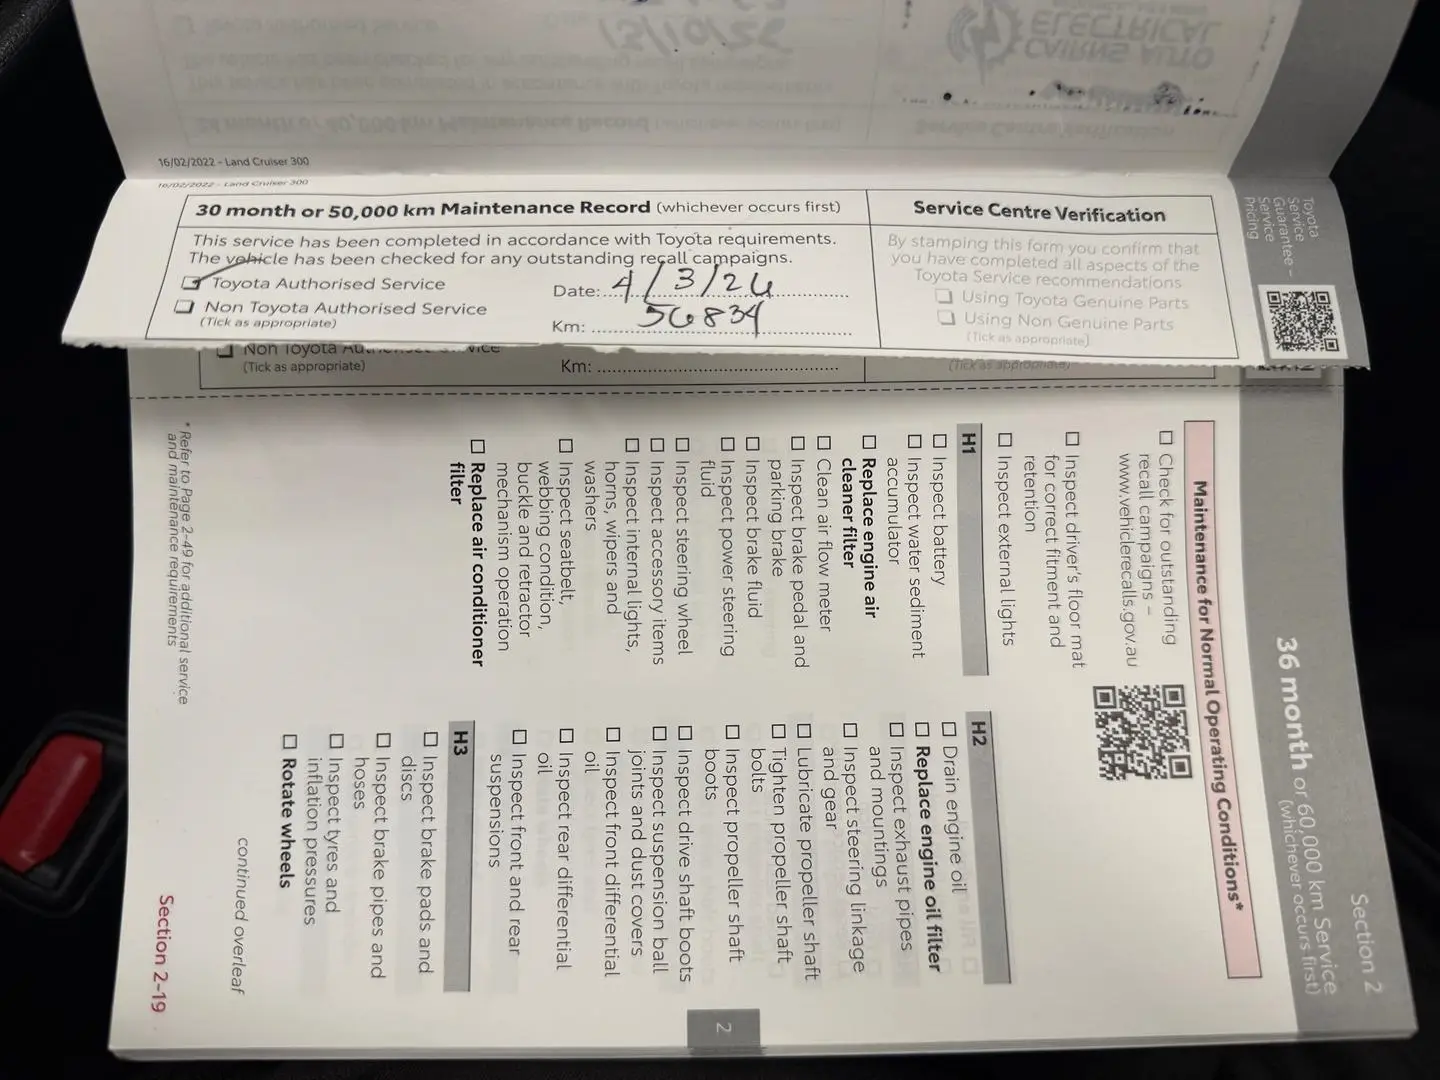 16/02/2022 - Land Cruiser 300
16/02/2022 - Land Cruiser 300
30 month or 50,000 km Maintenance Record (whichever occurs first)
This service has been completed in accordance with Toyota requirements.
The vehicle has been checked for any outstanding recall campaigns.
Toyota Authorised Service
Non Toyota Authorised Service
(Tick as appropriate)
Date: 4/3/26
Km: 56834
Service Centre Verification
By stamping this form you confirm that
you have completed all aspects of the
Toyota Service recommendations
Using Toyota Genuine Parts
Using Non Genuine Parts
(Tick as appropriate)
Toyota
Service
Guarantee –
Service
Pricing
(Tick as appropriate)
Km:
(Tick as appropriate)
Section 2
36 month or 60,000 km Service
(whichever occurs first)
Maintenance for Normal Operating Conditions*
Check for outstanding
recall campaigns –
www.vehiclerecalls.gov.au
Inspect driver's floor mat
for correct fitment and
retention
Inspect external lights
H1
Inspect battery
Inspect water sediment
accumulator
Replace engine air
cleaner filter
Clean air flow meter
Inspect brake pedal and
parking brake
Inspect brake fluid
Inspect power steering
fluid
Inspect steering wheel
Inspect accessory items
Inspect internal lights,
horns, wipers and
washers
Inspect seatbelt,
webbing condition,
buckle and retractor
mechanism operation
Replace air conditioner
filter
H2
Drain engine oil
Replace engine oil filter
Inspect exhaust pipes
and mountings
Inspect steering linkage
and gear
Lubricate propeller shaft
Tighten propeller shaft
bolts
Inspect propeller shaft
boots
Inspect drive shaft boots
Inspect suspension ball
joints and dust covers
Inspect front differential
oil
Inspect rear differential
oil
Inspect front and rear
suspensions
H3
Inspect brake pads and
discs
Inspect brake pipes and
hoses
Inspect tyres and
inflation pressures
Rotate wheels
continued overleaf
* Refer to Page 2-49 for additional service
and maintenance requirements
Section 2-19
2